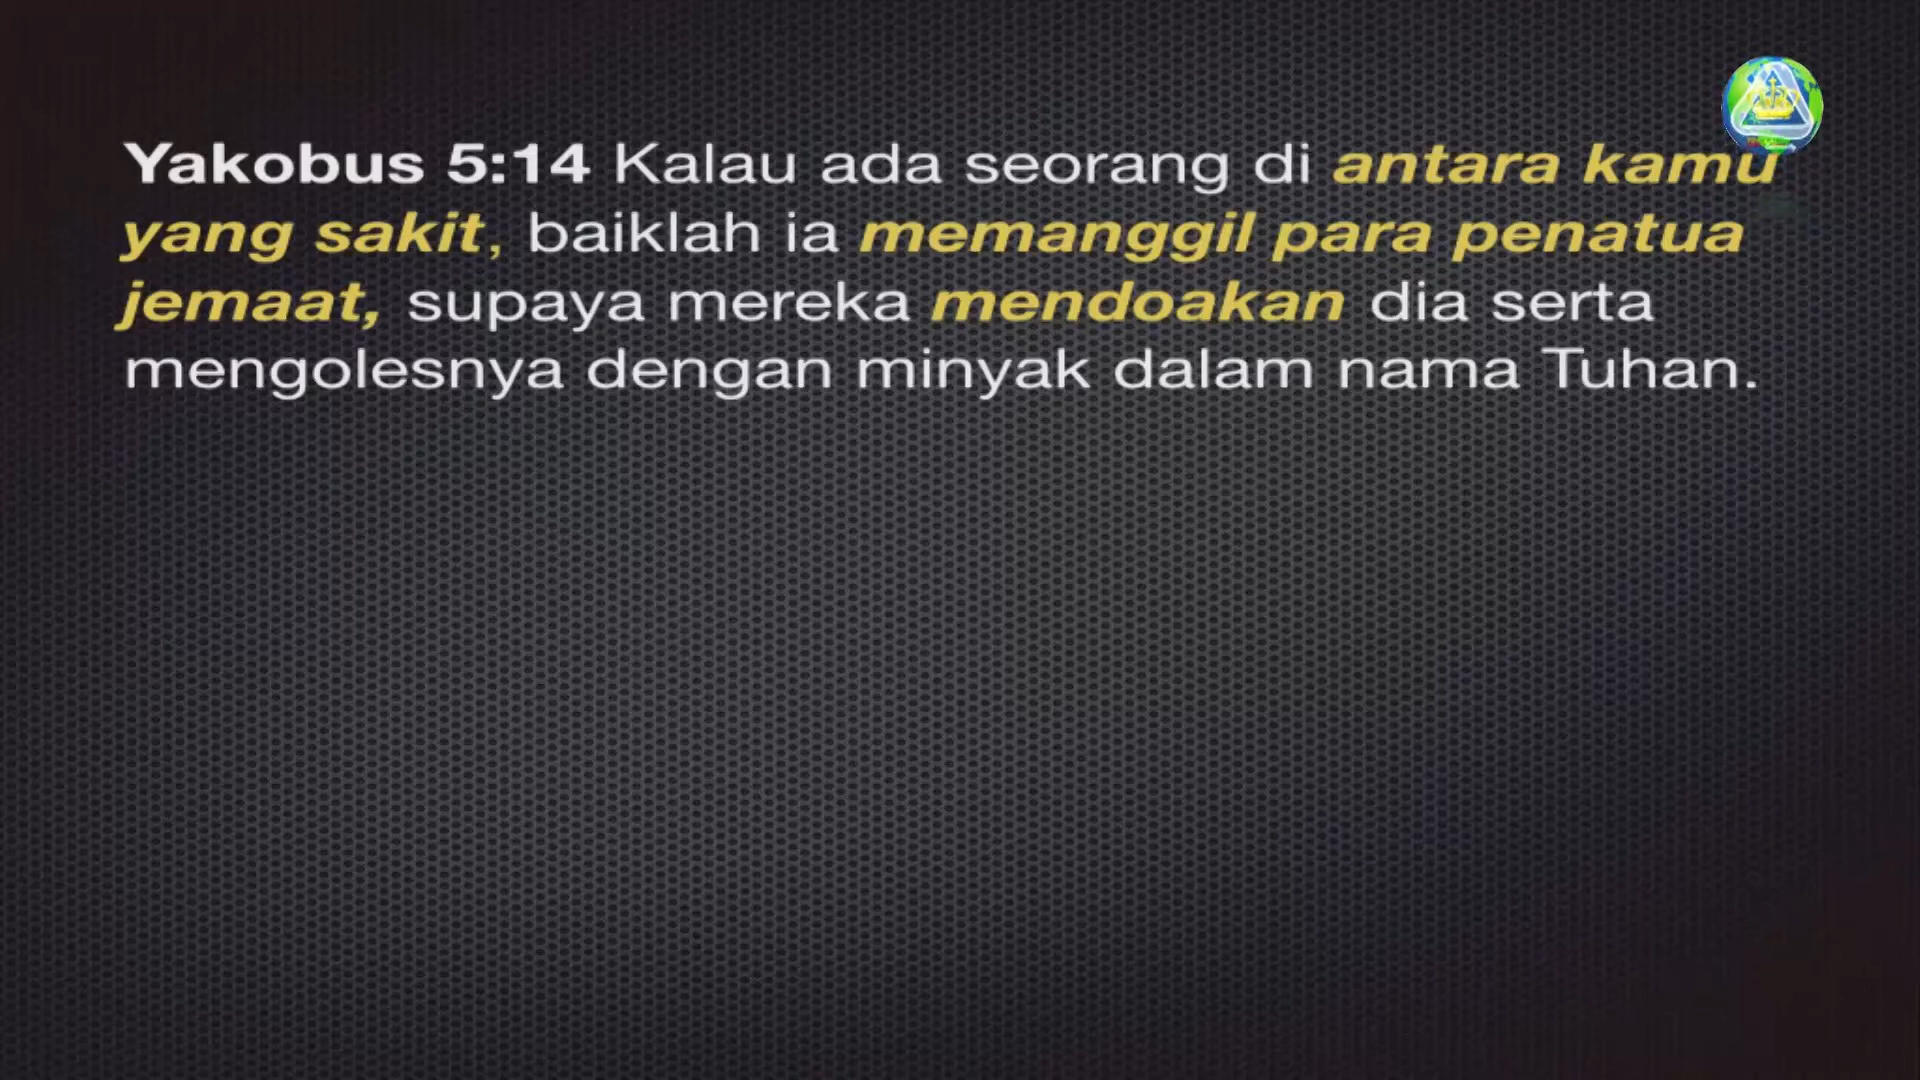 Yakobus 5:14 Kalau ada seorang di antara kamu
yang sakit, baiklah ia memanggil para penatua
jemaat, supaya mereka mendoakan dia serta
mengolesnya dengan minyak dalam nama Tuhan.